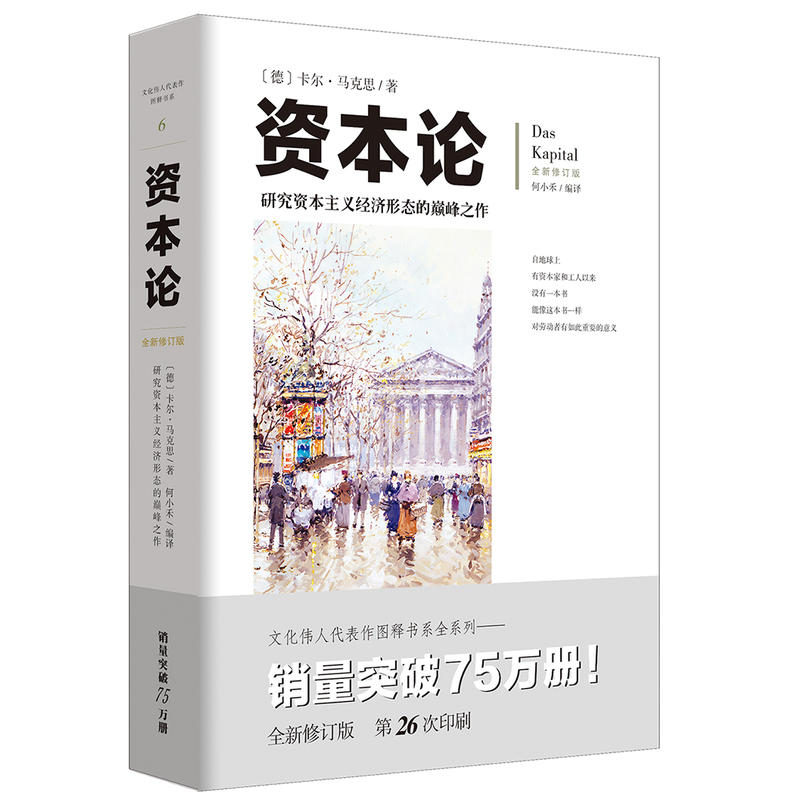 文化伟人代表作
图释书系
6
资本论
全新修订版
〔德〕卡尔·马克思/著 何小禾/编译
研究资本主义经济形态的巅峰之作
销量突破75万册
〔德〕卡尔·马克思/著
资本论
研究资本主义经济形态的巅峰之作
Das
Kapital
全新修订版
何小禾/编译
自地球上
有资本家和工人以来
没有一本书
能像这本书一样
对劳动者有如此重要的意义
文化伟人代表作图释书系全系列——
销量突破75万册!
全新修订版 第26次印刷